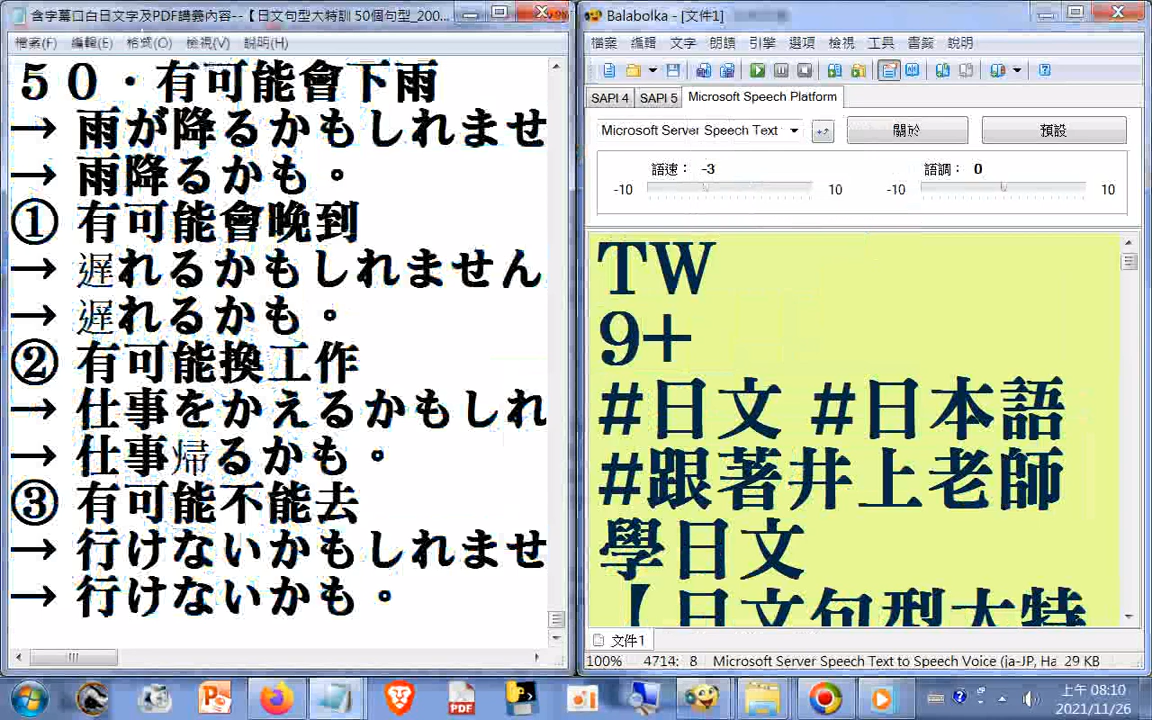 含字幕口白日文字及PDF講義內容--【日文句型大特訓 50個句型_200...
檔案(F) 編輯(E) 格式(O) 檢視(V) 說明(H)
５０．有可能會下雨
→ 雨が降るかもしれませ
→ 雨降るかも。
① 有可能會晚到
→ 遅れるかもしれません
→ 遅れるかも。
② 有可能換工作
→ 仕事をかえるかもしれ
→ 仕事帰るかも。
③ 有可能不能去
→ 行けないかもしれませ
→ 行けないかも。
Balabolka - [文件1]
檔案 編輯 文字 朗讀 引擎 選項 檢視 工具 書籤 說明
SAPI 4 SAPI 5 Microsoft Speech Platform
Microsoft Server Speech Text 關於 預設
語速： -3 語調： 0
-10 10 -10 10
TW
9+
#日文 #日本語
#跟著井上老師
學日文
【日文句型大特
文件1
100% 4714: 8 Microsoft Server Speech Text to Speech Voice (ja-JP, Ha 29 KB
上午 08:10
2021/11/26